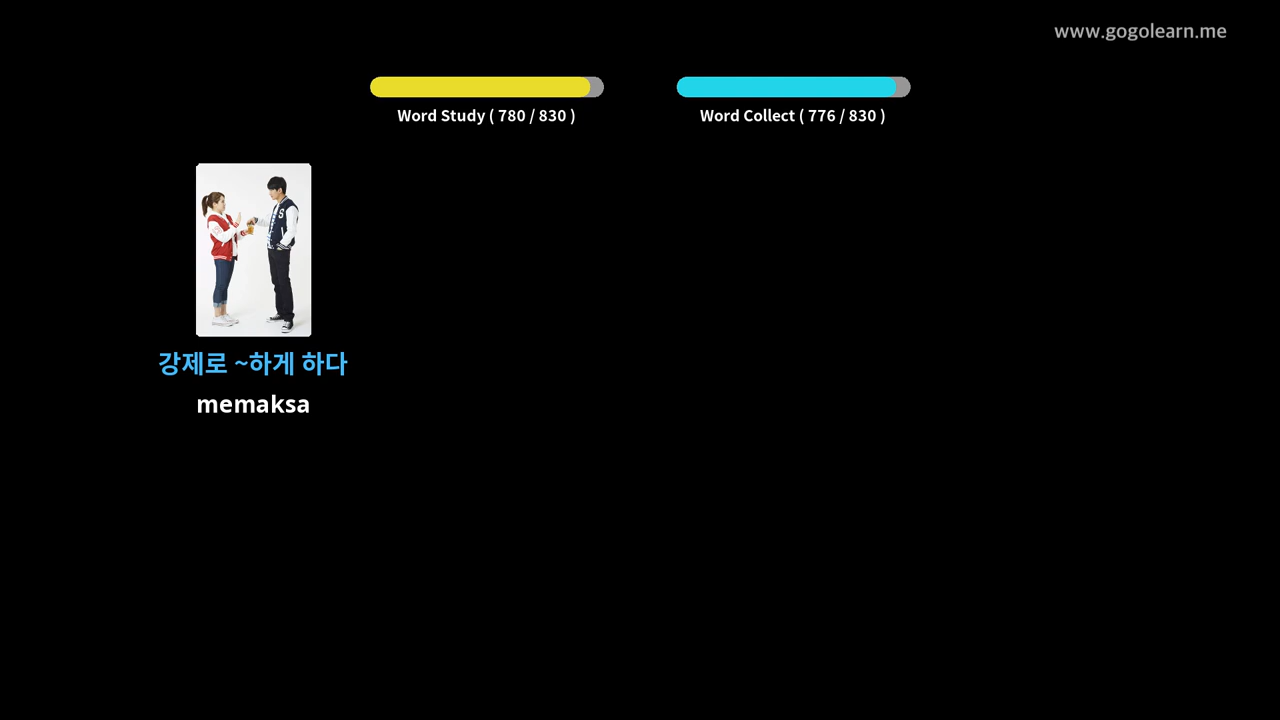 www.gogolearn.me
Word Study ( 780 / 830 )
Word Collect ( 776 / 830 )
강제로 ~하게 하다
memaksa